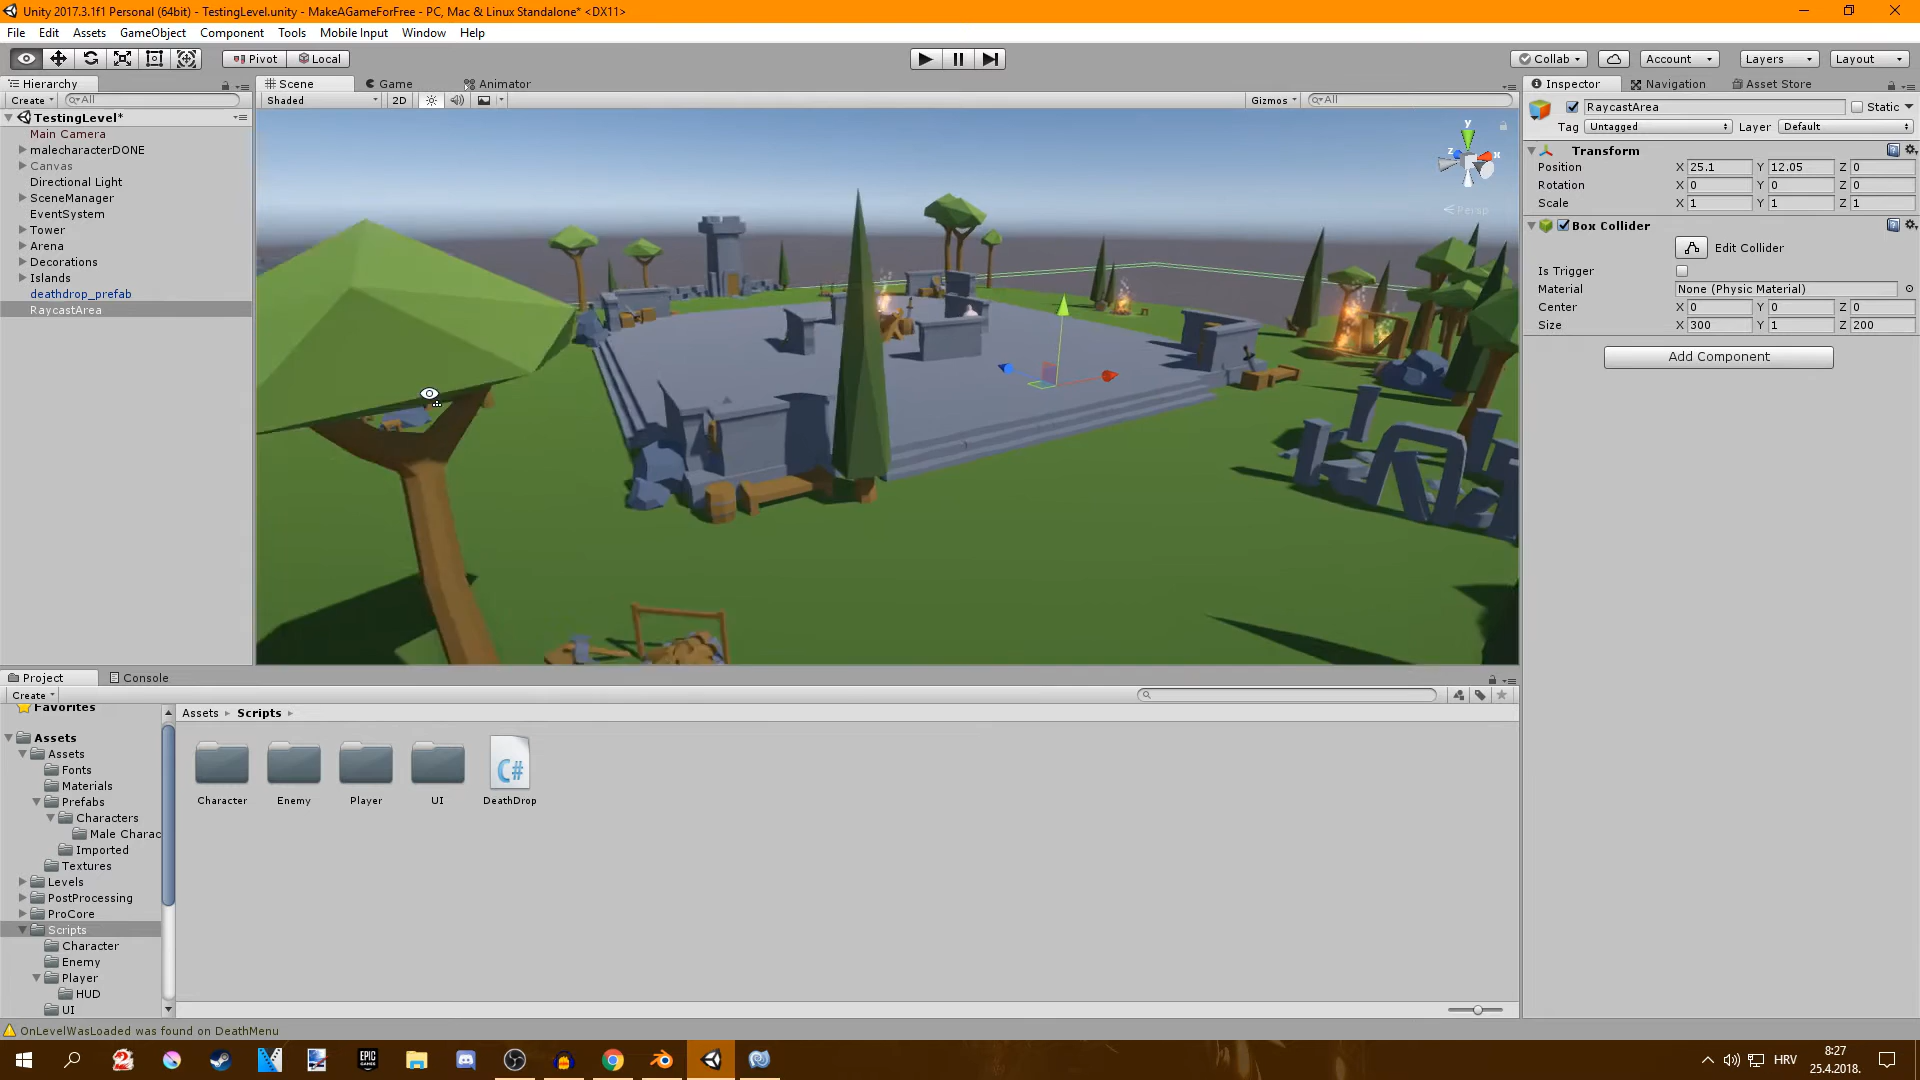 Unity 2017.3.1f1 Personal (64bit) - TestingLevel.unity - MakeAGameForFree - PC, Mac & Linux Standalone* <DX11>
File Edit Assets GameObject Component Tools Mobile Input Window Help
Pivot Local Collab Account Layers Layout
Hierarchy
Create All
TestingLevel*
Main Camera
malecharacterDONE
Canvas
Directional Light
SceneManager
EventSystem
Tower
Arena
Decorations
Islands
deathdrop_prefab
RaycastArea
Scene Game Animator
Shaded 2D Gizmos All
y
z x
Persp
Inspector Navigation Asset Store
RaycastArea Static
Tag Untagged Layer Default
Transform
Position X 25.1 Y 12.05 Z 0
Rotation X 0 Y 0 Z 0
Scale X 1 Y 1 Z 1
Box Collider
Edit Collider
Is Trigger
Material None (Physic Material)
Center X 0 Y 0 Z 0
Size X 300 Y 1 Z 200
Add Component
Project Console
Create
Favorites
Assets
Assets
Fonts
Materials
Prefabs
Characters
Male Charac
Imported
Textures
Levels
PostProcessing
ProCore
Scripts
Character
Enemy
Player
HUD
UI
Assets Scripts
C#
Character Enemy Player UI DeathDrop
OnLevelWasLoaded was found on DeathMenu
EPIC GAMES
HRV
8:27
25.4.2018.